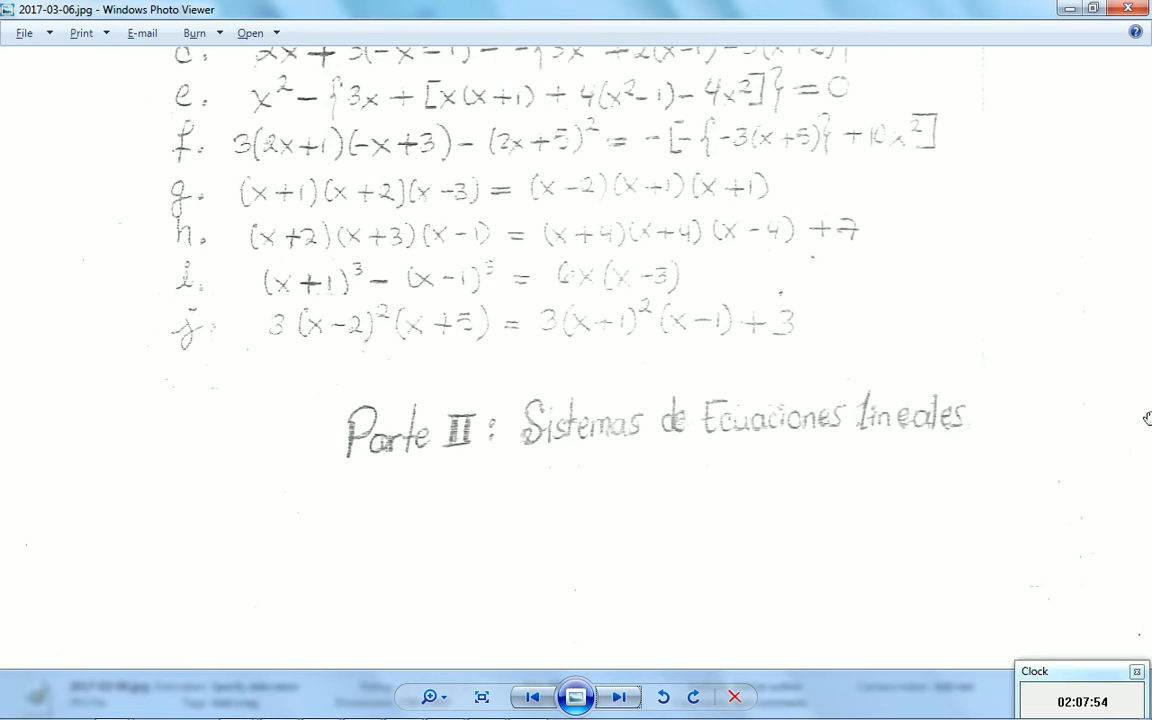 2017-03-06.jpg - Windows Photo Viewer
File Print E-mail Burn Open
e. x² - {3x + [x(x+1) + 4(x²-1) - 4x²]} = 0
f. 3(2x+1)(-x+3) - (2x+5)² = -[-{-3(x+5)} + 10x²]
g. (x+1)(x+2)(x-3) = (x-2)(x+1)(x+1)
h. (x+2)(x+3)(x-1) = (x+4)(x+4)(x-4) + 7
i. (x+1)³ - (x-1)³ = 6x(x-3)
j. 3(x-2)²(x+5) = 3(x+1)²(x-1) + 3
Parte II: Sistemas de Ecuaciones lineales
Clock
02:07:54